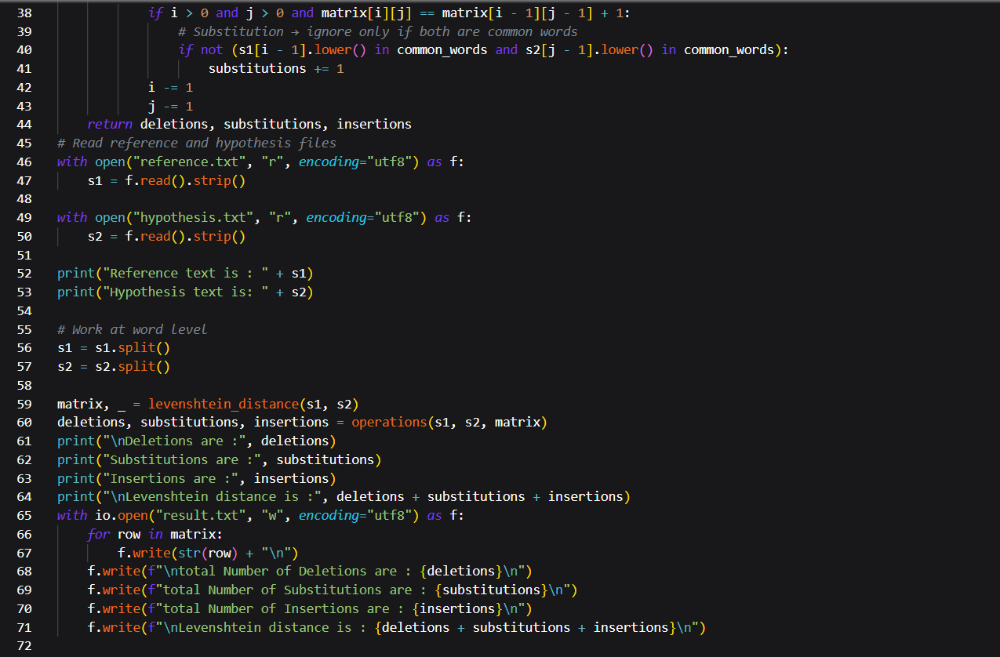 38                if i > 0 and j > 0 and matrix[i][j] == matrix[i - 1][j - 1] + 1:
39                    # Substitution → ignore only if both are common words
40                    if not (s1[i - 1].lower() in common_words and s2[j - 1].lower() in common_words):
41                        substitutions += 1
42                i -= 1
43                j -= 1
44        return deletions, substitutions, insertions
45    # Read reference and hypothesis files
46    with open("reference.txt", "r", encoding="utf8") as f:
47        s1 = f.read().strip()
48
49    with open("hypothesis.txt", "r", encoding="utf8") as f:
50        s2 = f.read().strip()
51
52    print("Reference text is : " + s1)
53    print("Hypothesis text is: " + s2)
54
55    # Work at word level
56    s1 = s1.split()
57    s2 = s2.split()
58
59    matrix, _ = levenshtein_distance(s1, s2)
60    deletions, substitutions, insertions = operations(s1, s2, matrix)
61    print("\nDeletions are :", deletions)
62    print("Substitutions are :", substitutions)
63    print("Insertions are :", insertions)
64    print("\nLevenshtein distance is :", deletions + substitutions + insertions)
65    with io.open("result.txt", "w", encoding="utf8") as f:
66        for row in matrix:
67            f.write(str(row) + "\n")
68        f.write(f"\ntotal Number of Deletions are : {deletions}\n")
69        f.write(f"total Number of Substitutions are : {substitutions}\n")
70        f.write(f"total Number of Insertions are : {insertions}\n")
71        f.write(f"\nLevenshtein distance is : {deletions + substitutions + insertions}\n")
72